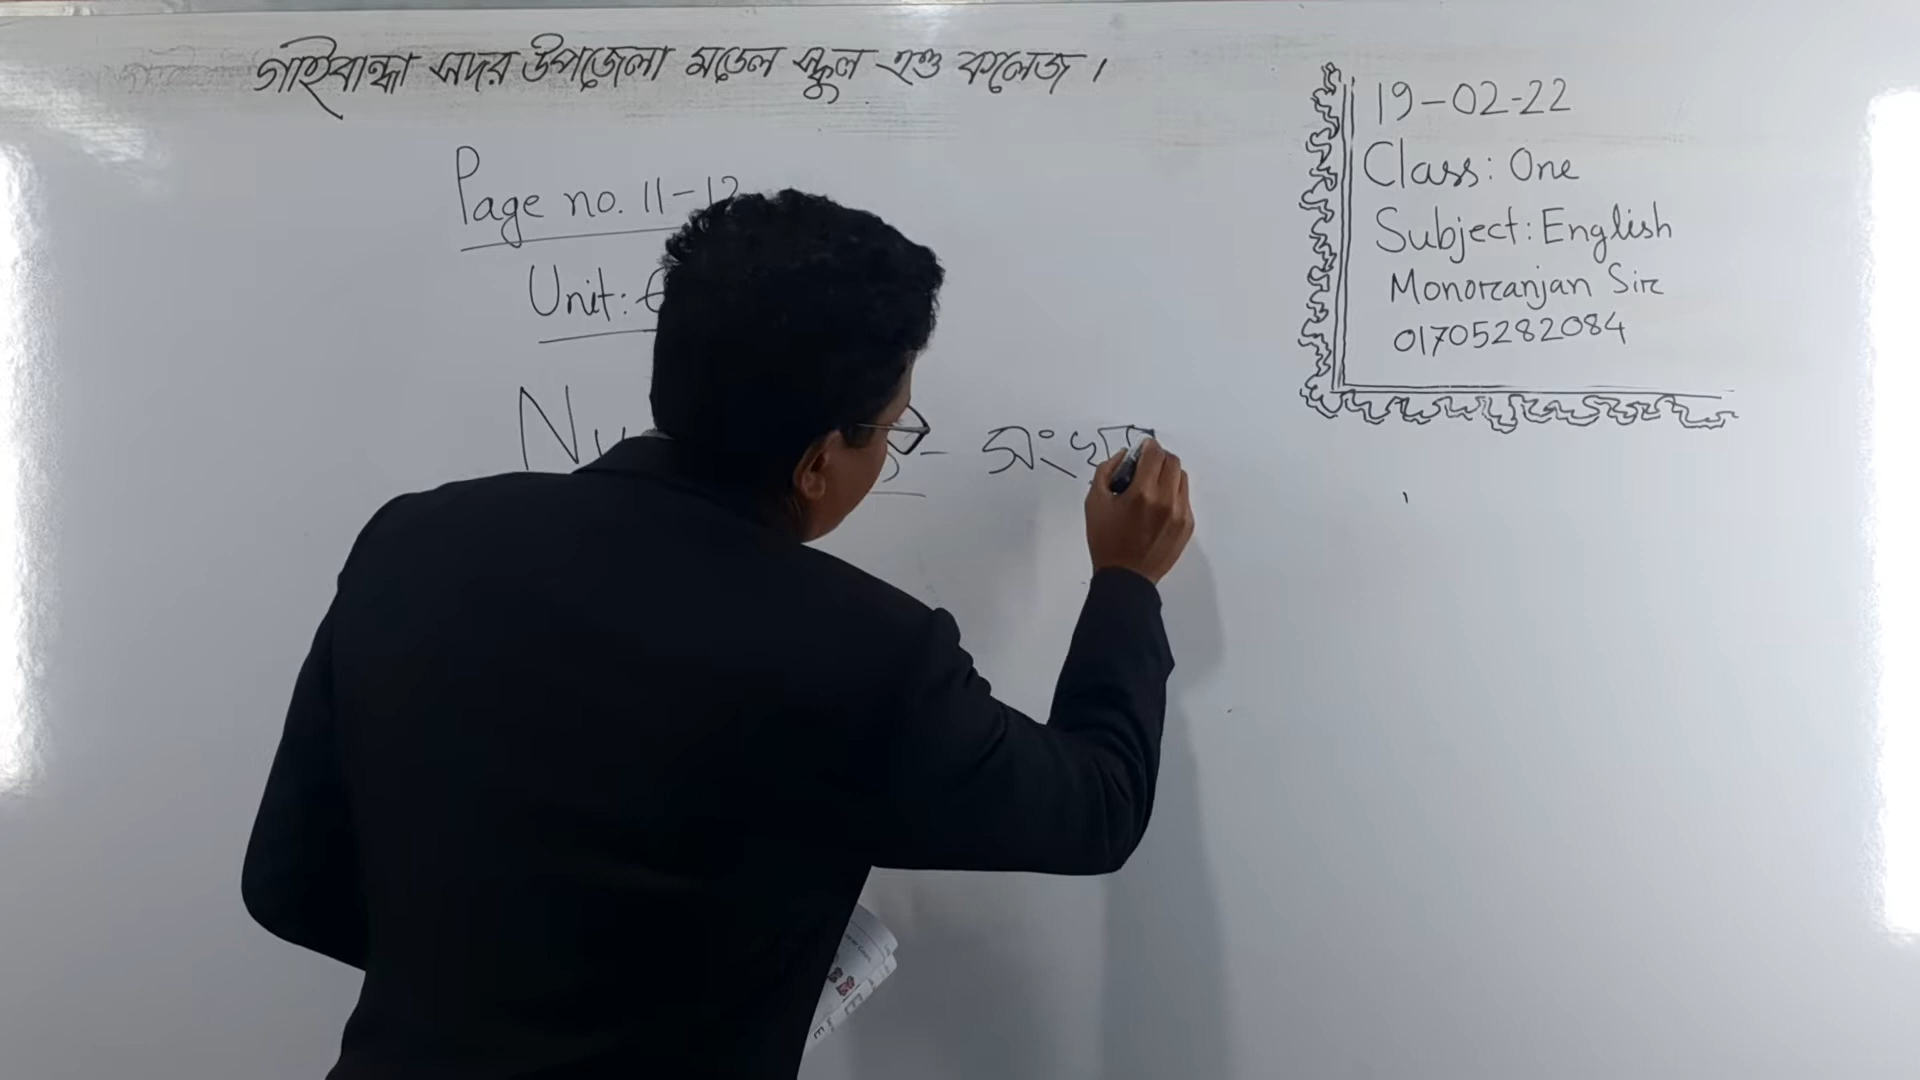 গাইবান্ধা সদর উপজেলা মডেল স্কুল এন্ড কলেজ।
Page no. 11-12
Unit:
সংখ্যা
19-02-22
Class: One
Subject: English
Monoranjan Sir
01705282084